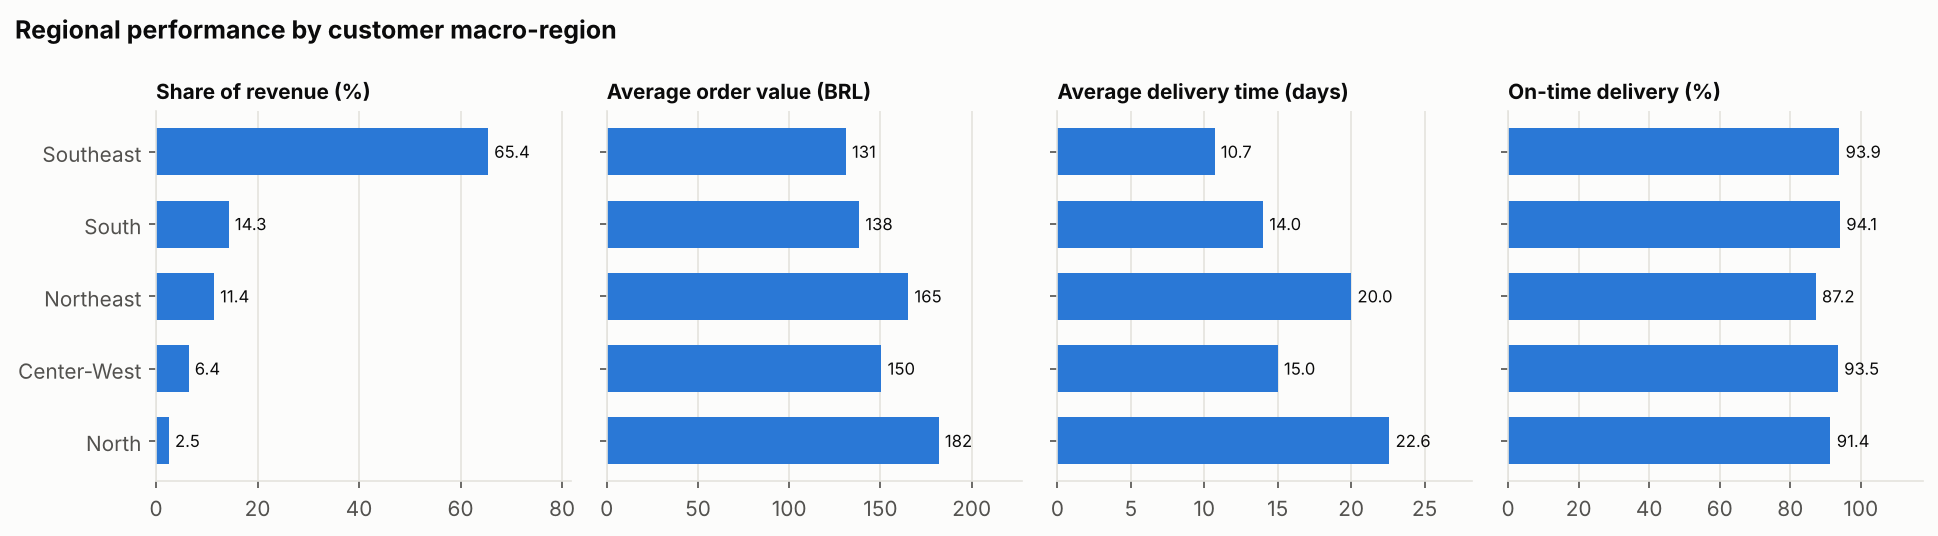 Regional performance by customer macro-region
Share of revenue (%)
Average order value (BRL)
Average delivery time (days)
On-time delivery (%)
Southeast 65.4 131 10.7 93.9
South 14.3 138 14.0 94.1
Northeast 11.4 165 20.0 87.2
Center-West 6.4 150 15.0 93.5
North 2.5 182 22.6 91.4
0 20 40 60 80
0 50 100 150 200
0 5 10 15 20 25
0 20 40 60 80 100